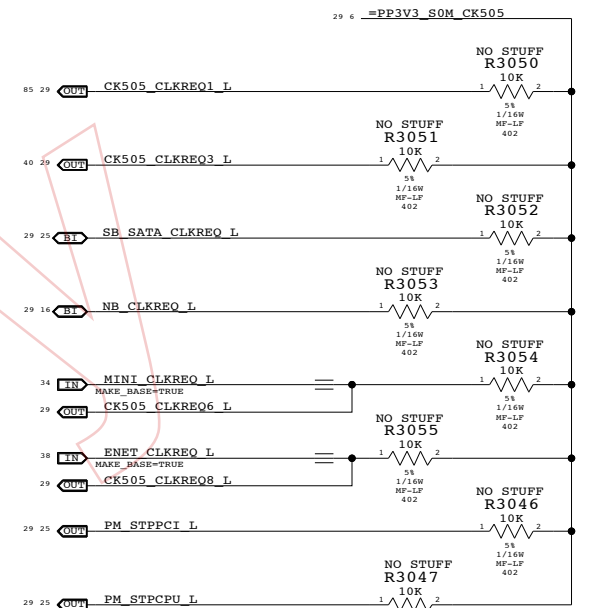 29 6 =PP3V3_S0M_CK505
NO STUFF
R3050
10K
85 29 OUT CK505_CLKREQ1_L 1 2
5%
1/16W
MF-LF
402
NO STUFF
R3051
10K
40 29 OUT CK505_CLKREQ3_L 1 2
5%
1/16W
MF-LF
402
NO STUFF
R3052
10K
29 25 BI SB_SATA_CLKREQ_L 1 2
5%
1/16W
MF-LF
402
NO STUFF
R3053
10K
29 16 BI NB_CLKREQ_L 1 2
5%
1/16W
MF-LF
402
NO STUFF
R3054
10K
34 IN MINI_CLKREQ_L 1 2
MAKE_BASE=TRUE
5%
1/16W
MF-LF
402
29 OUT CK505_CLKREQ6_L
NO STUFF
R3055
10K
38 IN ENET_CLKREQ_L 1 2
MAKE_BASE=TRUE
5%
1/16W
MF-LF
402
29 OUT CK505_CLKREQ8_L
NO STUFF
R3046
10K
29 25 OUT PM_STPPCI_L 1 2
5%
1/16W
MF-LF
402
NO STUFF
R3047
10K
29 25 OUT PM_STPCPU_L 1 2